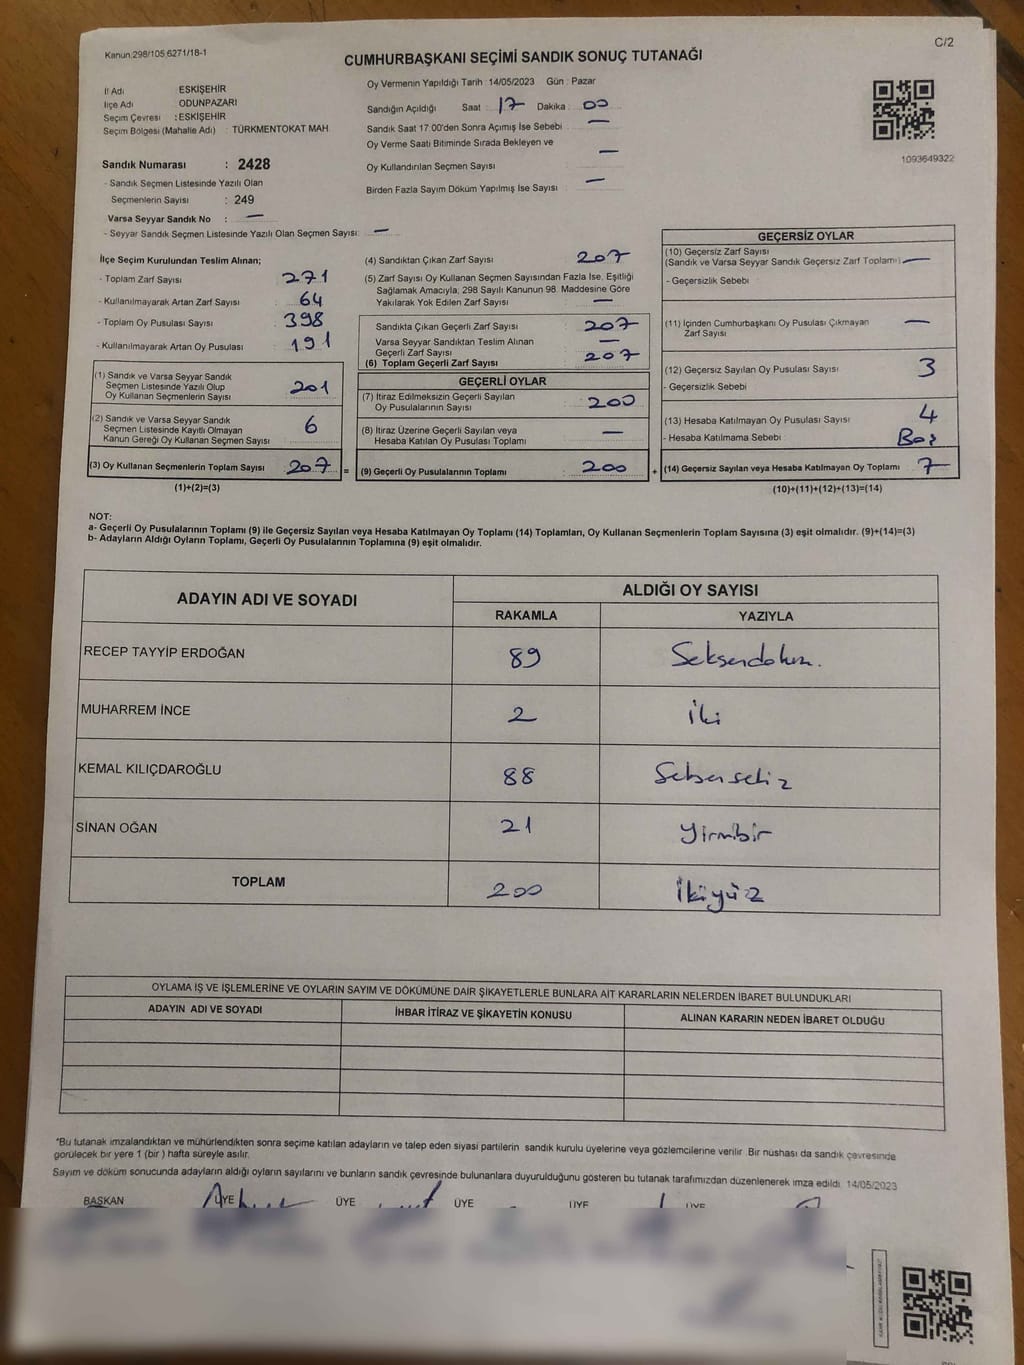 Kanun:298/105;6271/18-1
C/2
CUMHURBAŞKANI SEÇİMİ SANDIK SONUÇ TUTANAĞI
İl Adı : ESKİŞEHİR
İlçe Adı : ODUNPAZARI
Seçim Çevresi : ESKİŞEHİR
Seçim Bölgesi (Mahalle Adı) : TÜRKMENTOKAT MAH
Sandık Numarası : 2428
- Sandık Seçmen Listesinde Yazılı Olan
Seçmenlerin Sayısı : 249
Varsa Seyyar Sandık No : —
- Seyyar Sandık Seçmen Listesinde Yazılı Olan Seçmen Sayısı: —
Oy Vermenin Yapıldığı Tarih :14/05/2023 Gün : Pazar
Sandığın Açıldığı Saat : 17 Dakika : 00
Sandık Saat 17:00'den Sonra Açımış İse Sebebi : —
Oy Verme Saati Bitiminde Sırada Bekleyen ve
Oy Kullandırılan Seçmen Sayısı : —
Birden Fazla Sayım Döküm Yapılmış İse Sayısı : —
1093649322
İlçe Seçim Kurulundan Teslim Alınan;
- Toplam Zarf Sayısı : 271
- Kullanılmayarak Artan Zarf Sayısı : 64
- Toplam Oy Pusulası Sayısı : 398
- Kullanılmayarak Artan Oy Pusulası : 191
(1) Sandık ve Varsa Seyyar Sandık
Seçmen Listesinde Yazılı Olup
Oy Kullanan Seçmenlerin Sayısı : 201
(2) Sandık ve Varsa Seyyar Sandık
Seçmen Listesinde Kayıtlı Olmayan
Kanun Gereği Oy Kullanan Seçmen Sayısı : 6
(3) Oy Kullanan Seçmenlerin Toplam Sayısı : 207 =
(1)+(2)=(3)
(4) Sandıktan Çıkan Zarf Sayısı : 207
(5) Zarf Sayısı Oy Kullanan Seçmen Sayısından Fazla İse, Eşitliği
Sağlamak Amacıyla; 298 Sayılı Kanunun 98. Maddesine Göre
Yakılarak Yok Edilen Zarf Sayısı : —
Sandıkta Çıkan Geçerli Zarf Sayısı : 207
Varsa Seyyar Sandıktan Teslim Alınan
Geçerli Zarf Sayısı : —
(6) Toplam Geçerli Zarf Sayısı : 207
GEÇERLİ OYLAR
(7) İtiraz Edilmeksizin Geçerli Sayılan
Oy Pusulalarının Sayısı : 200
(8) İtiraz Üzerine Geçerli Sayılan veya
Hesaba Katılan Oy Pusulası Toplamı : —
(9) Geçerli Oy Pusulalarının Toplamı : 200 +
GEÇERSİZ OYLAR
(10) Geçersiz Zarf Sayısı
(Sandık ve Varsa Seyyar Sandık Geçersiz Zarf Toplamı) : —
- Geçersizlik Sebebi
(11) İçinden Cumhurbaşkanı Oy Pusulası Çıkmayan
Zarf Sayısı —
(12) Geçersiz Sayılan Oy Pusulası Sayısı : 3
- Geçersizlik Sebebi
(13) Hesaba Katılmayan Oy Pusulası Sayısı : 4
- Hesaba Katılmama Sebebi Boş
(14) Geçersiz Sayılan veya Hesaba Katılmayan Oy Toplamı : 7
(10)+(11)+(12)+(13)=(14)
NOT:
a- Geçerli Oy Pusulalarının Toplamı (9) ile Geçersiz Sayılan veya Hesaba Katılmayan Oy Toplamı (14) Toplamları, Oy Kullanan Seçmenlerin Toplam Sayısına (3) eşit olmalıdır. (9)+(14)=(3)
b- Adayların Aldığı Oyların Toplamı, Geçerli Oy Pusulalarının Toplamına (9) eşit olmalıdır.
ADAYIN ADI VE SOYADI
ALDIĞI OY SAYISI
RAKAMLA YAZIYLA
RECEP TAYYİP ERDOĞAN 89 Seksendokuz.
MUHARREM İNCE 2 İki
KEMAL KILIÇDAROĞLU 88 Seksensekiz
SİNAN OĞAN 21 yirmibir
TOPLAM 200 İkiyüz
OYLAMA İŞ VE İŞLEMLERİNE VE OYLARIN SAYIM VE DÖKÜMÜNE DAİR ŞİKAYETLERLE BUNLARA AİT KARARLARIN NELERDEN İBARET BULUNDUKLARI
ADAYIN ADI VE SOYADI İHBAR İTİRAZ VE ŞİKAYETİN KONUSU ALINAN KARARIN NEDEN İBARET OLDUĞU
*Bu tutanak imzalandıktan ve mühürlendikten sonra seçime katılan adayların ve talep eden siyasi partilerin sandık kurulu üyelerine veya gözlemcilerine verilir. Bir nüshası da sandık çevresinde
görülecek bir yere 1 (bir ) hafta süreyle asılır.
Sayım ve döküm sonucunda adayların aldığı oyların sayılarını ve bunların sandık çevresinde bulunanlara duyurulduğunu gösteren bu tutanak tarafımızdan düzenlenerek imza edildi. 14/05/2023
BAŞKAN ÜYE ÜYE ÜYE ÜYE ÜYE